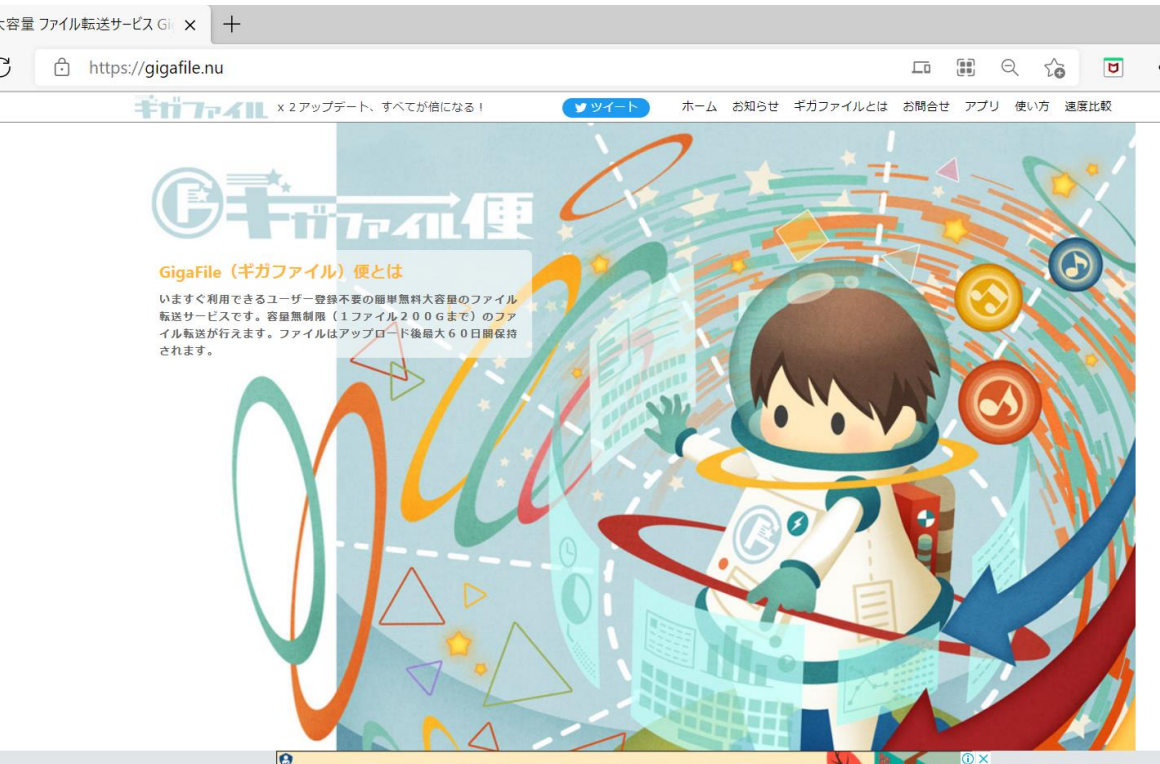 大容量 ファイル転送サービス Gi
https://gigafile.nu
ギガファイル x2アップデート、すべてが倍になる！ ツイート ホーム お知らせ ギガファイルとは お問合せ アプリ 使い方 速度比較
ギガファイル便
GigaFile（ギガファイル）便とは
いますぐ利用できるユーザー登録不要の簡単無料大容量のファイル
転送サービスです。容量無制限（１ファイル２００Ｇまで）のファ
イル転送が行えます。ファイルはアップロード後最大６０日間保持
されます。